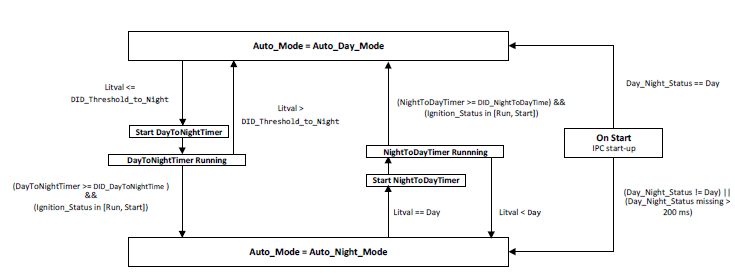 Auto_Mode = Auto_Day_Mode
Litval <=
DID_Threshold_to_Night
Litval >
DID_Threshold_to_Night
(NightToDayTimer >= DID_NightToDayTime) &&
(Ignition_Status in [Run, Start])
Day_Night_Status == Day
Start DayToNightTimer
DayToNightTimer Running
NightToDayTimer Runnning
Start NightToDayTimer
On Start
IPC start-up
(DayToNightTimer >= DID_DayToNightTime )
&&
(Ignition_Status in [Run, Start])
Litval == Day
Litval < Day
(Day_Night_Status != Day) ||
(Day_Night_Status missing >
200 ms)
Auto_Mode = Auto_Night_Mode